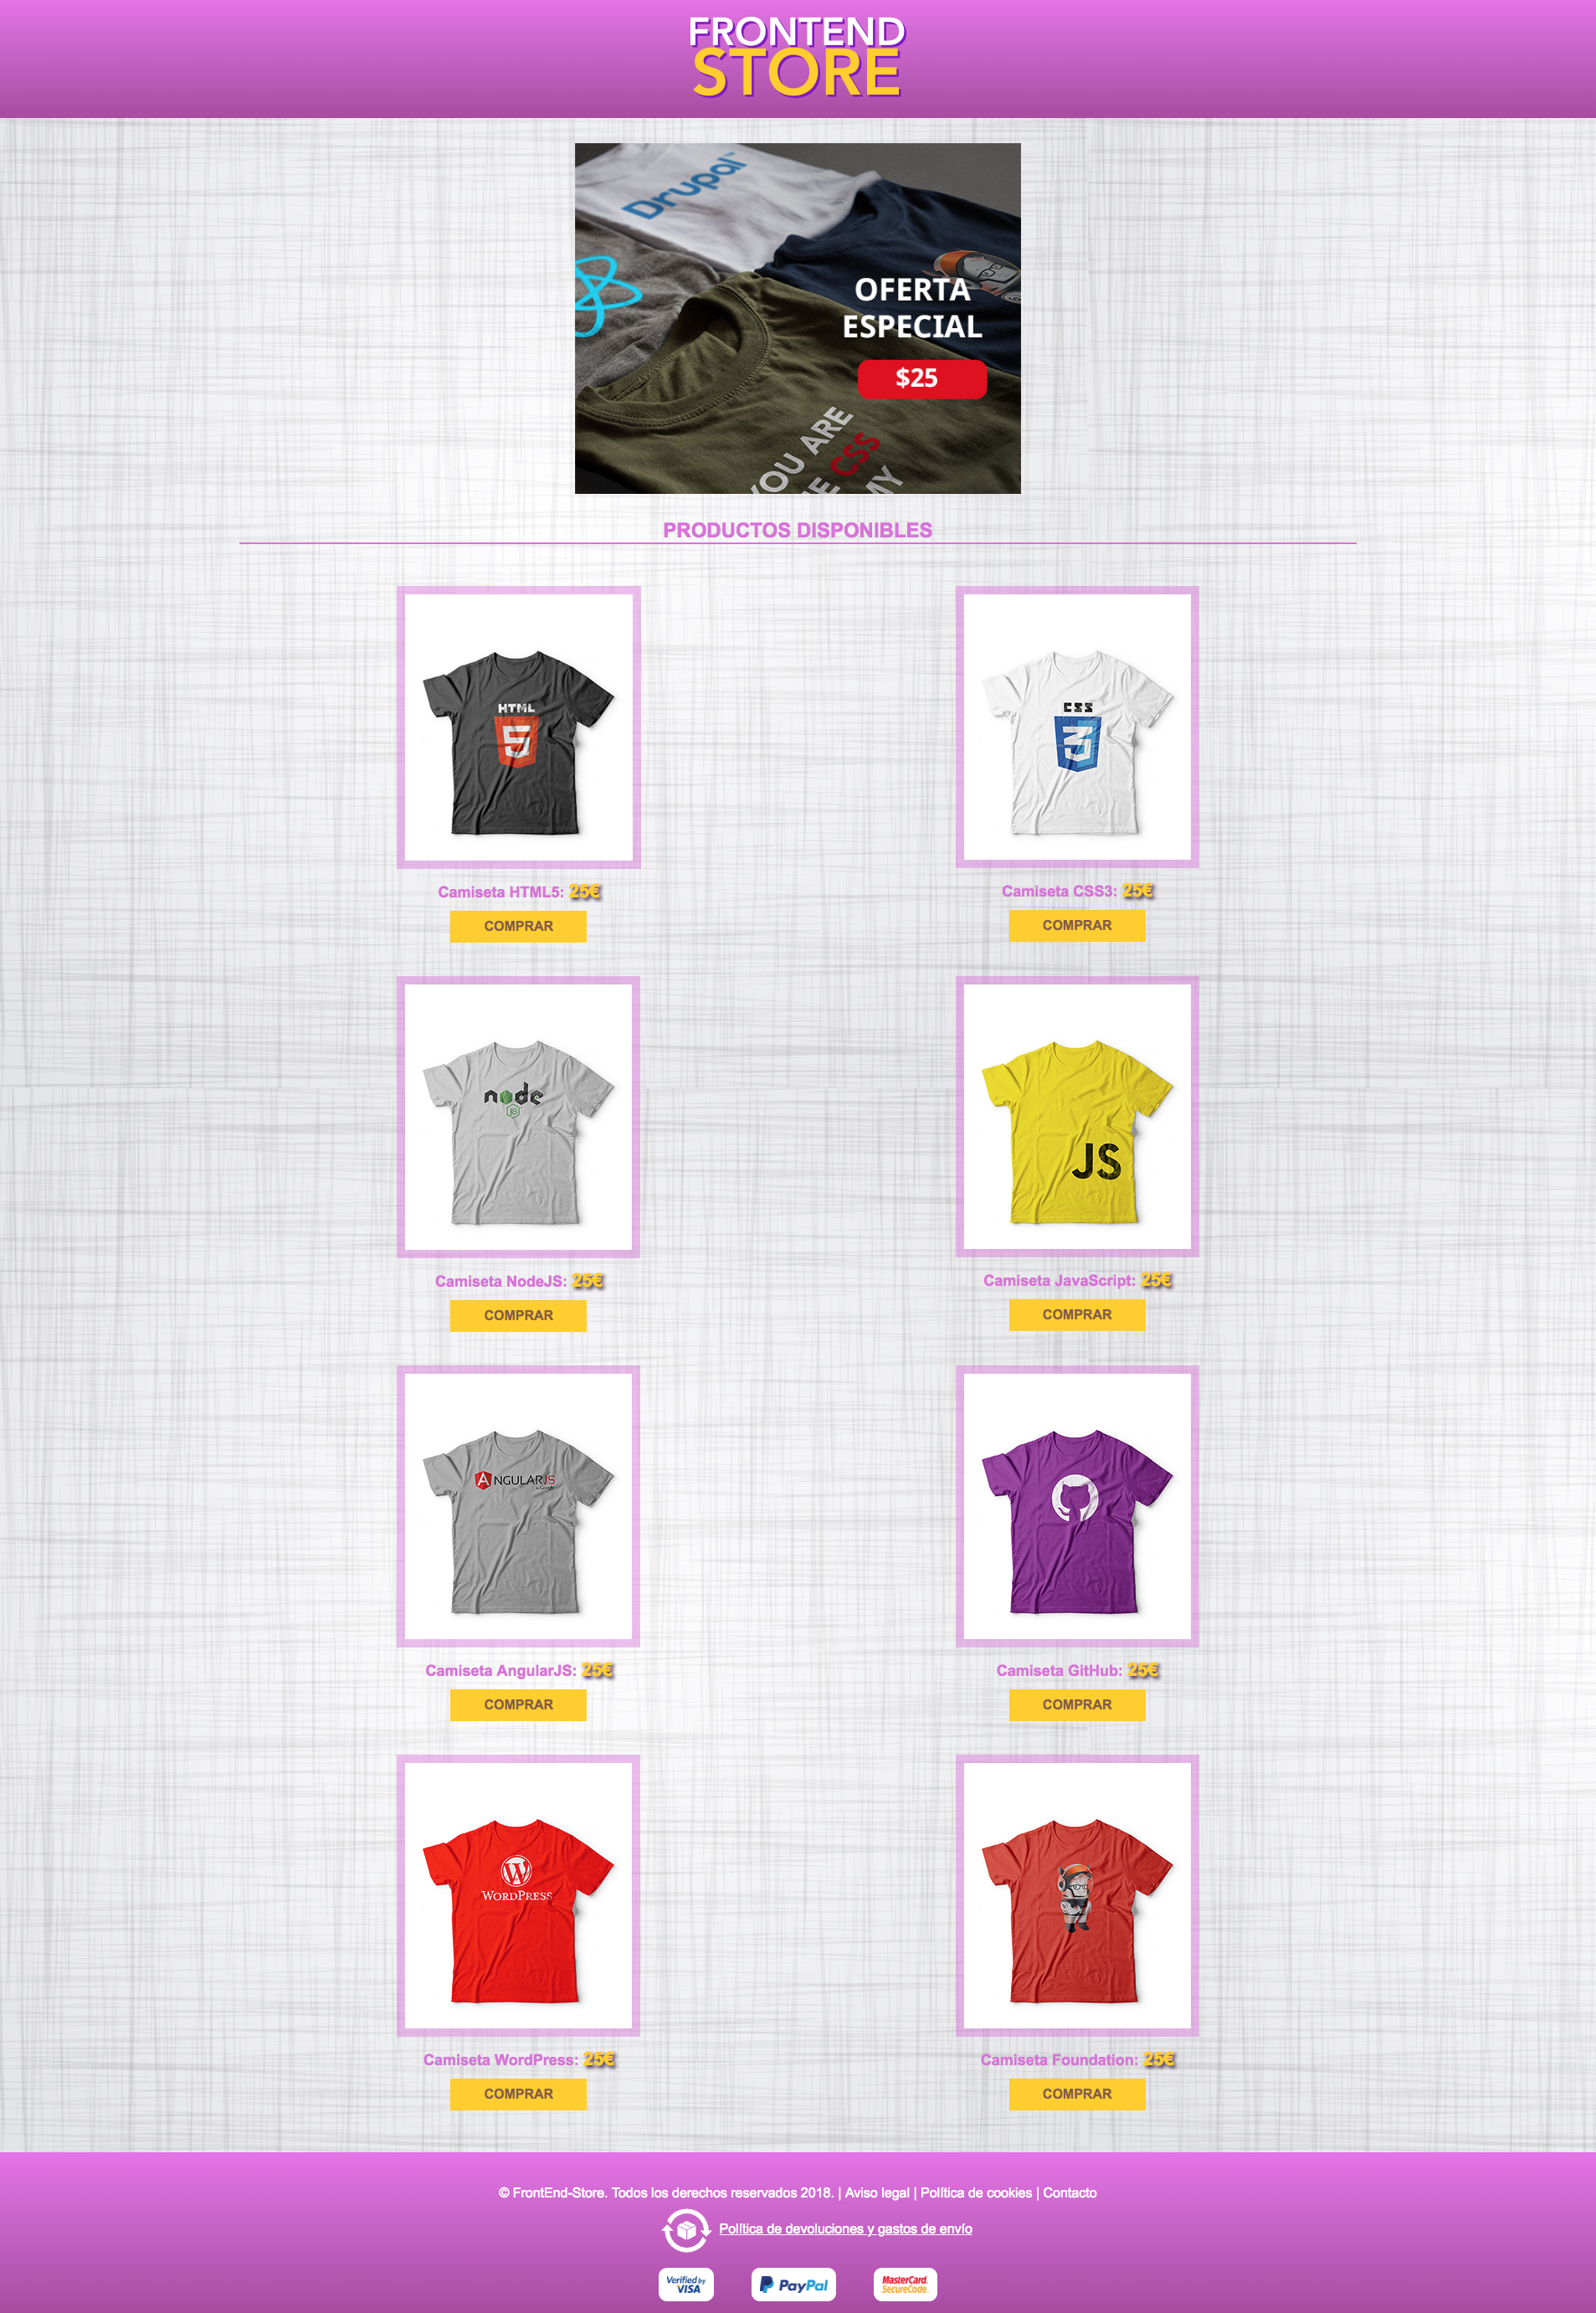 FRONTEND
STORE
Drupal™
OFERTA
ESPECIAL
$25
YOU ARE
CSS
MY
PRODUCTOS DISPONIBLES
HTML
5
CSS
3
Camiseta HTML5: 25€
Camiseta CSS3: 25€
COMPRAR
COMPRAR
node
JS
JS
Camiseta NodeJS: 25€
Camiseta JavaScript: 25€
COMPRAR
COMPRAR
ANGULARJS
by Google
Camiseta AngularJS: 25€
Camiseta GitHub: 25€
COMPRAR
COMPRAR
W
WORDPRESS
Camiseta WordPress: 25€
Camiseta Foundation: 25€
COMPRAR
COMPRAR
© FrontEnd-Store. Todos los derechos reservados 2018. | Aviso legal | Política de cookies | Contacto
Política de devoluciones y gastos de envío
Verified by
VISA
PayPal
MasterCard.
SecureCode.